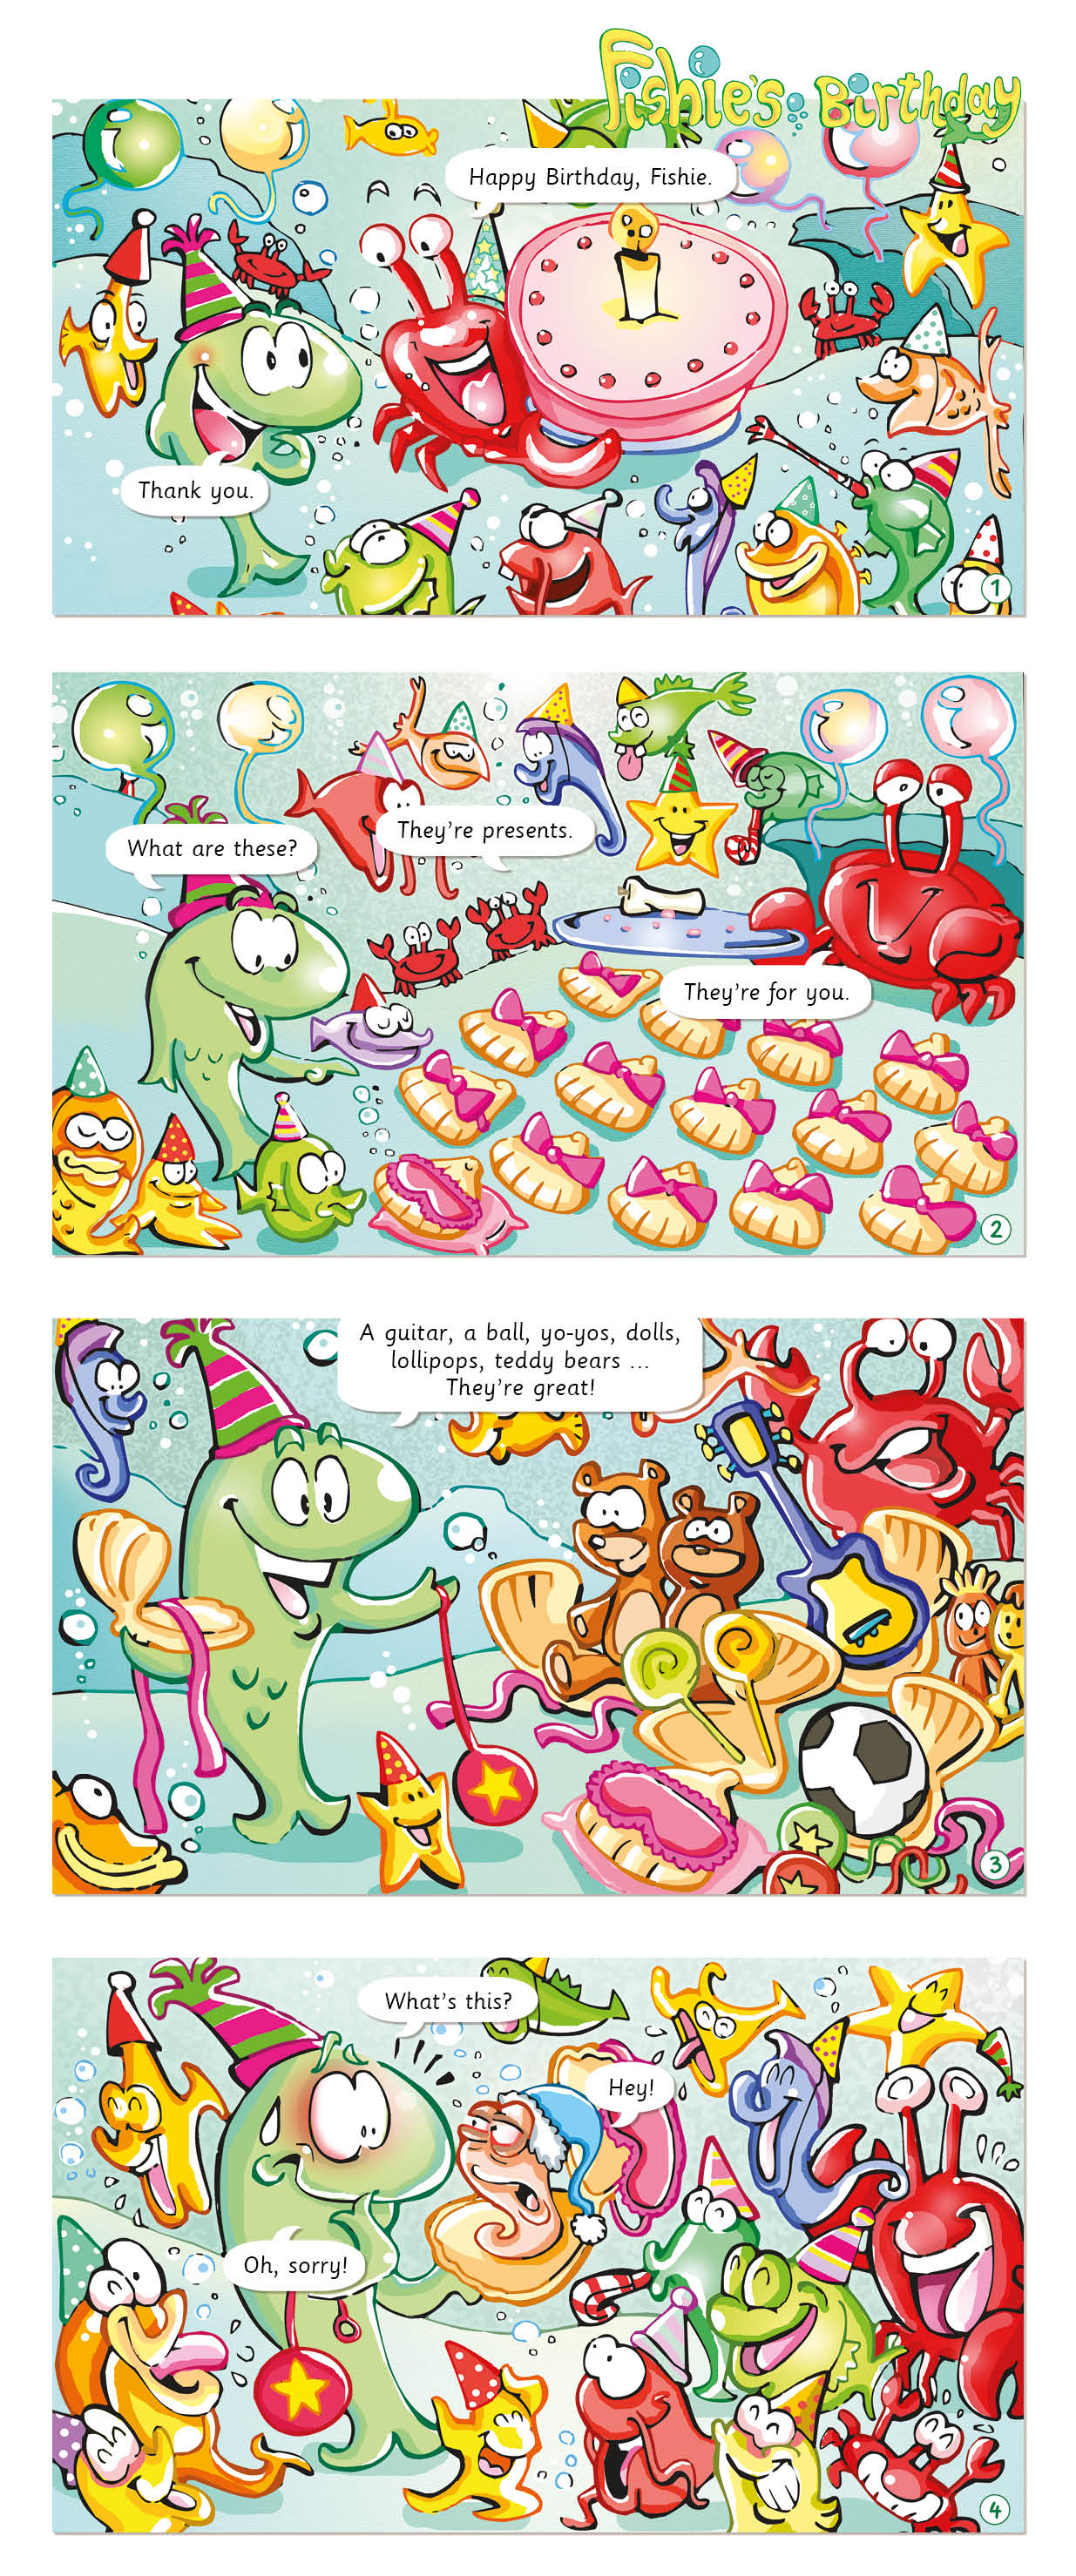 Fishie's Birthday
Happy Birthday, Fishie.
Thank you.
1
What are these?
They're presents.
They're for you.
2
A guitar, a ball, yo-yos, dolls,
lollipops, teddy bears ...
They're great!
3
What's this?
Hey!
Oh, sorry!
4